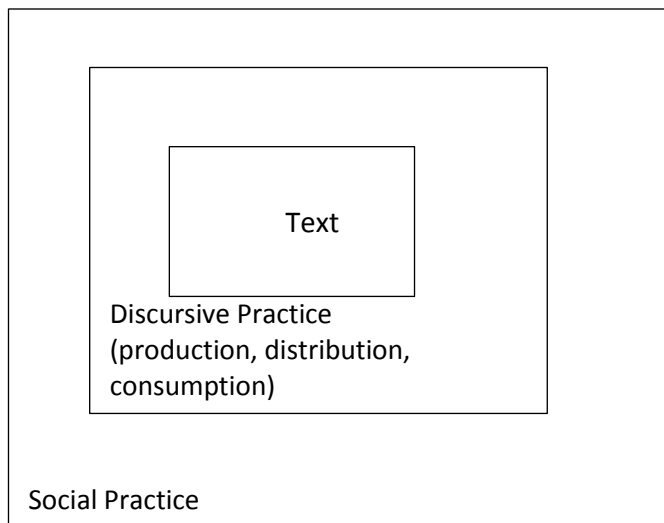 Text
Discursive Practice
(production, distribution,
consumption)
Social Practice